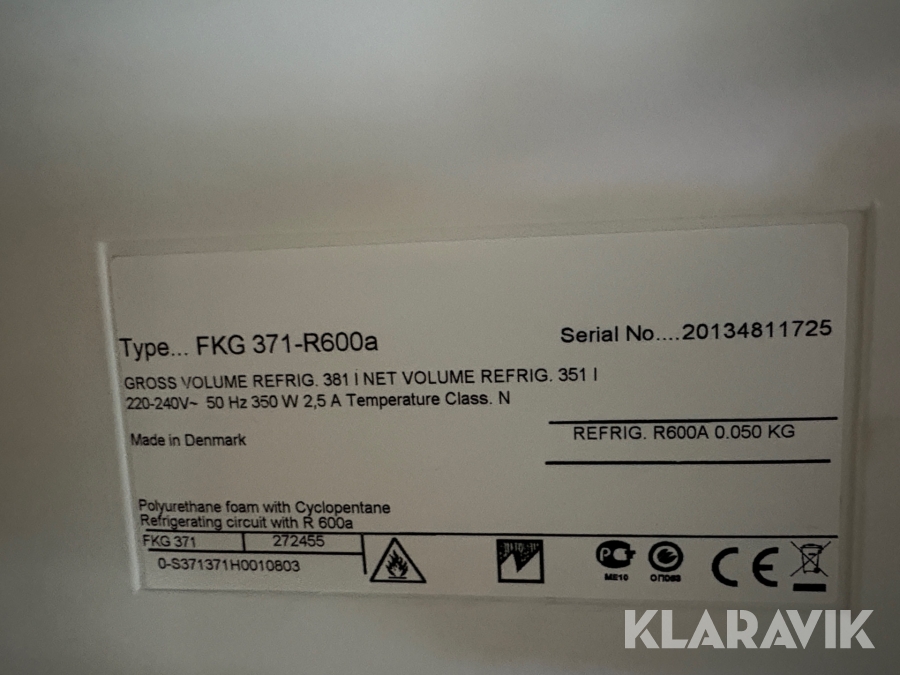 Type... FKG 371-R600a
Serial No....20134811725
GROSS VOLUME REFRIG. 381 l NET VOLUME REFRIG. 351 l
220-240V~ 50 Hz 350 W 2,5 A Temperature Class. N
Made in Denmark
REFRIG. R600A 0.050 KG
Polyurethane foam with Cyclopentane
Refrigerating circuit with R 600a
FKG 371
272455
0-S371371H0010803
ME10
CE
KLARAVIK